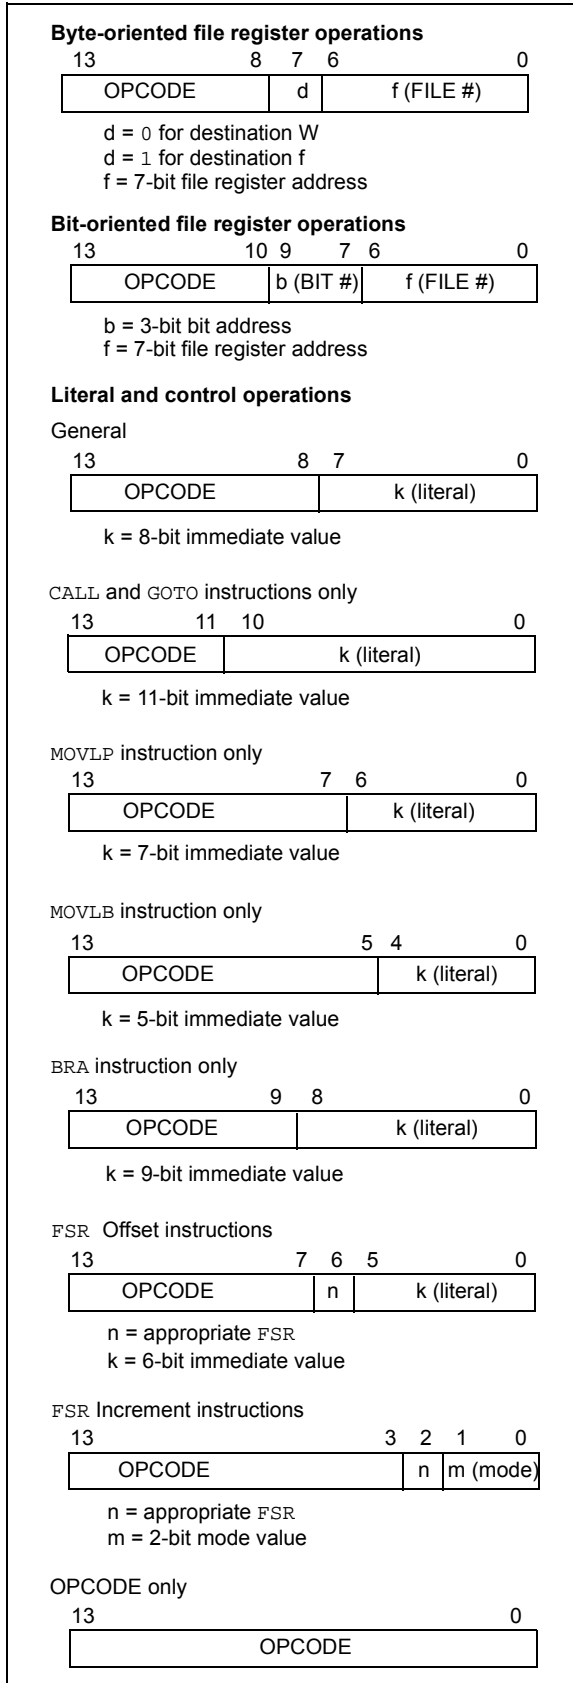 Byte-oriented file register operations
13 8 7 6 0
OPCODE d f (FILE #)
d = 0 for destination W
d = 1 for destination f
f = 7-bit file register address
Bit-oriented file register operations
13 10 9 7 6 0
OPCODE b (BIT #) f (FILE #)
b = 3-bit bit address
f = 7-bit file register address
Literal and control operations
General
13 8 7 0
OPCODE k (literal)
k = 8-bit immediate value
CALL and GOTO instructions only
13 11 10 0
OPCODE k (literal)
k = 11-bit immediate value
MOVLP instruction only
13 7 6 0
OPCODE k (literal)
k = 7-bit immediate value
MOVLB instruction only
13 5 4 0
OPCODE k (literal)
k = 5-bit immediate value
BRA instruction only
13 9 8 0
OPCODE k (literal)
k = 9-bit immediate value
FSR Offset instructions
13 7 6 5 0
OPCODE n k (literal)
n = appropriate FSR
k = 6-bit immediate value
FSR Increment instructions
13 3 2 1 0
OPCODE n m (mode)
n = appropriate FSR
m = 2-bit mode value
OPCODE only
13 0
OPCODE